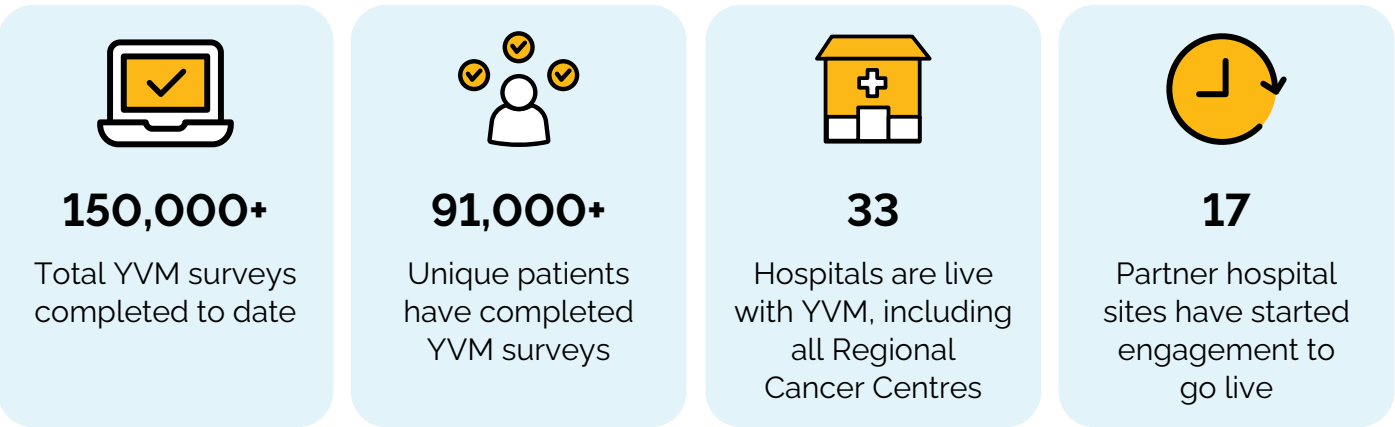 150,000+
Total YVM surveys
completed to date
91,000+
Unique patients
have completed
YVM surveys
33
Hospitals are live
with YVM, including
all Regional
Cancer Centres
17
Partner hospital
sites have started
engagement to
go live